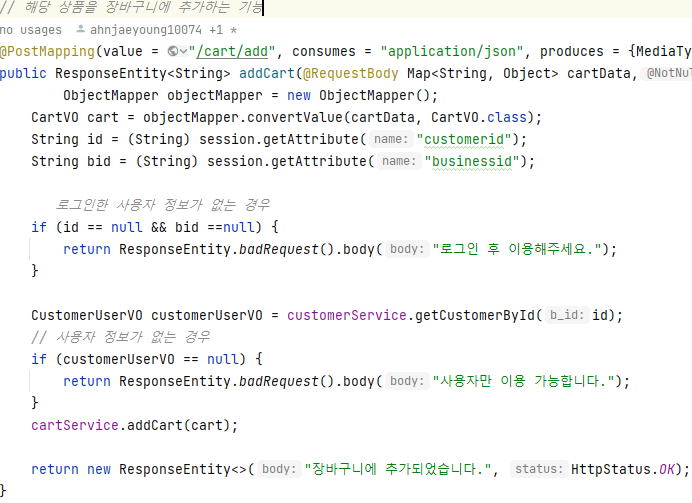 // 해당 상품을 장바구니에 추가하는 기능
no usages ahnjaeyoung10074 +1 *
@PostMapping(value = "/cart/add", consumes = "application/json", produces = {MediaTy
public ResponseEntity<String> addCart(@RequestBody Map<String, Object> cartData, @NotNul
ObjectMapper objectMapper = new ObjectMapper();
CartVO cart = objectMapper.convertValue(cartData, CartVO.class);
String id = (String) session.getAttribute( name: "customerid");
String bid = (String) session.getAttribute( name: "businessid");
로그인한 사용자 정보가 없는 경우
if (id == null && bid ==null) {
return ResponseEntity.badRequest().body( body: "로그인 후 이용해주세요.");
}
CustomerUserVO customerUserVO = customerService.getCustomerById( b_id: id);
// 사용자 정보가 없는 경우
if (customerUserVO == null) {
return ResponseEntity.badRequest().body( body: "사용자만 이용 가능합니다.");
}
cartService.addCart(cart);
return new ResponseEntity<>( body: "장바구니에 추가되었습니다.", status: HttpStatus.OK);
}